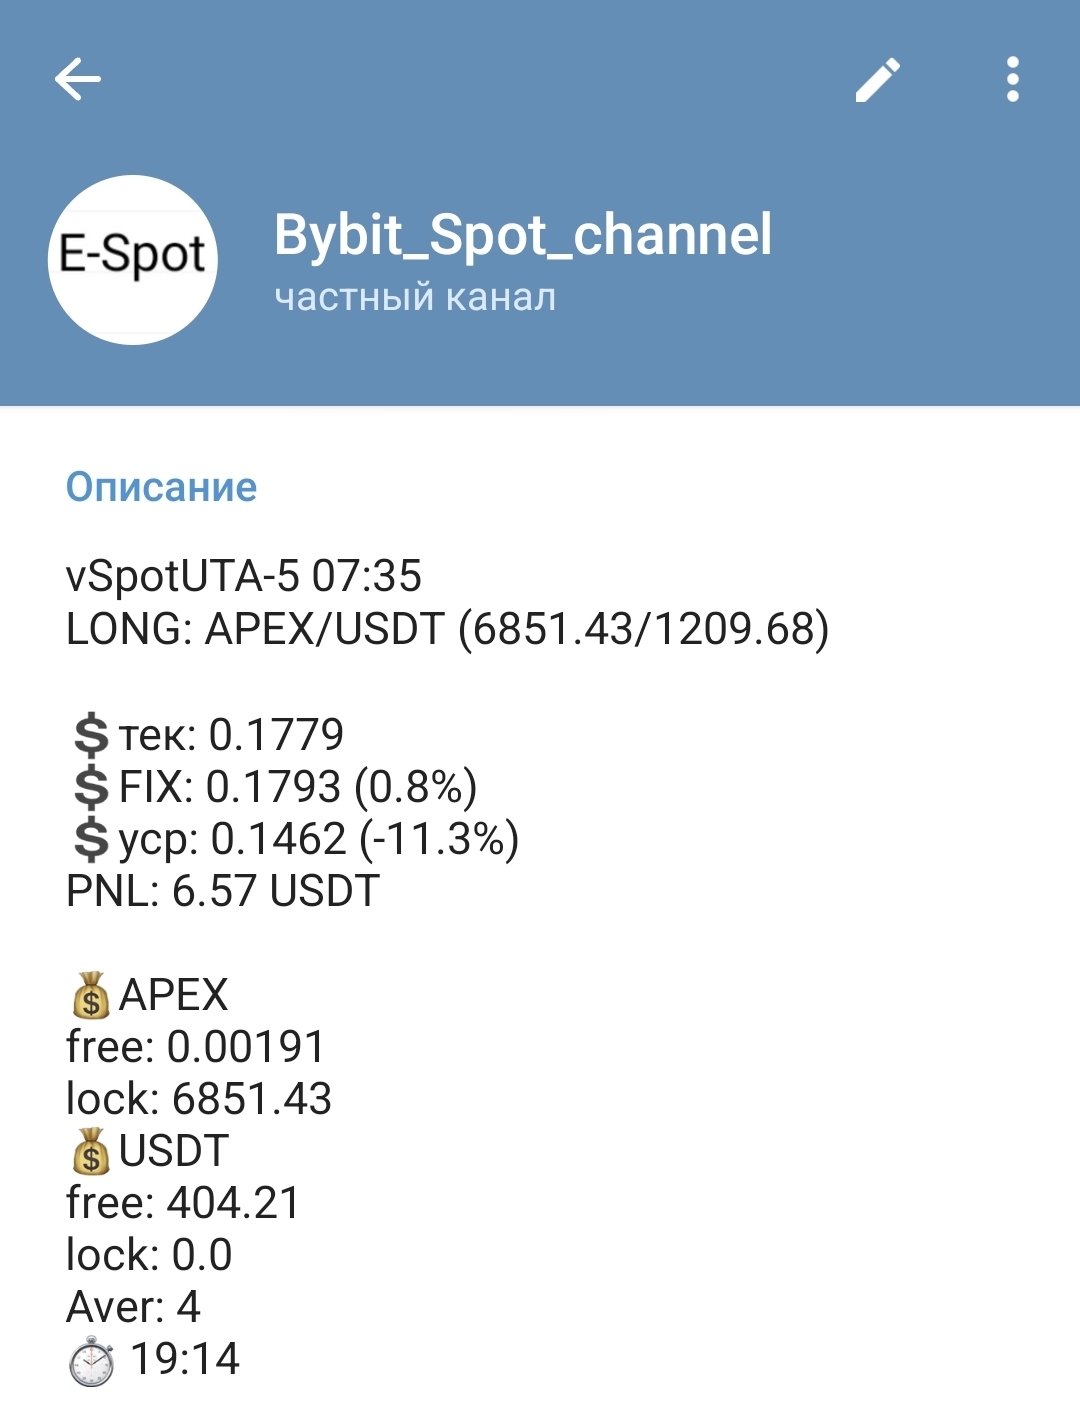 E-Spot
Bybit_Spot_channel
частный канал
Описание
vSpotUTA-5 07:35
LONG: APEX/USDT (6851.43/1209.68)
💲тек: 0.1779
💲FIX: 0.1793 (0.8%)
💲уср: 0.1462 (-11.3%)
PNL: 6.57 USDT
💰APEX
free: 0.00191
lock: 6851.43
💰USDT
free: 404.21
lock: 0.0
Aver: 4
⏱ 19:14